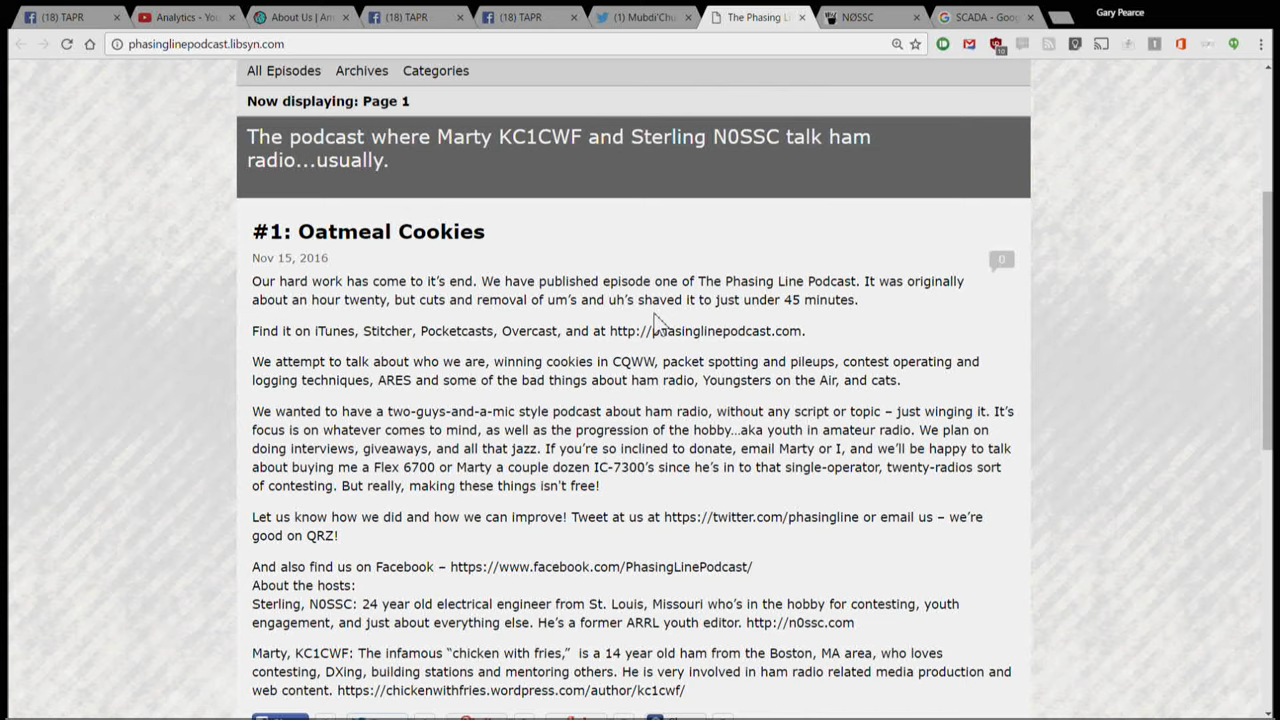 (18) TAPR
Analytics - You
About Us | Am
(18) TAPR
(18) TAPR
(1) Mubdi'Chu
The Phasing Li
NØSSC
SCADA - Goog
Gary Pearce
phasinglinepodcast.libsyn.com
10
All Episodes Archives Categories
Now displaying: Page 1
The podcast where Marty KC1CWF and Sterling N0SSC talk ham
radio...usually.
#1: Oatmeal Cookies
Nov 15, 2016
0
Our hard work has come to it's end. We have published episode one of The Phasing Line Podcast. It was originally
about an hour twenty, but cuts and removal of um's and uh's shaved it to just under 45 minutes.
Find it on iTunes, Stitcher, Pocketcasts, Overcast, and at http://phasinglinepodcast.com.
We attempt to talk about who we are, winning cookies in CQWW, packet spotting and pileups, contest operating and
logging techniques, ARES and some of the bad things about ham radio, Youngsters on the Air, and cats.
We wanted to have a two-guys-and-a-mic style podcast about ham radio, without any script or topic – just winging it. It's
focus is on whatever comes to mind, as well as the progression of the hobby...aka youth in amateur radio. We plan on
doing interviews, giveaways, and all that jazz. If you're so inclined to donate, email Marty or I, and we'll be happy to talk
about buying me a Flex 6700 or Marty a couple dozen IC-7300's since he's in to that single-operator, twenty-radios sort
of contesting. But really, making these things isn't free!
Let us know how we did and how we can improve! Tweet at us at https://twitter.com/phasingline or email us – we're
good on QRZ!
And also find us on Facebook – https://www.facebook.com/PhasingLinePodcast/
About the hosts:
Sterling, N0SSC: 24 year old electrical engineer from St. Louis, Missouri who's in the hobby for contesting, youth
engagement, and just about everything else. He's a former ARRL youth editor. http://n0ssc.com
Marty, KC1CWF: The infamous “chicken with fries,”  is a 14 year old ham from the Boston, MA area, who loves
contesting, DXing, building stations and mentoring others. He is very involved in ham radio related media production and
web content. https://chickenwithfries.wordpress.com/author/kc1cwf/